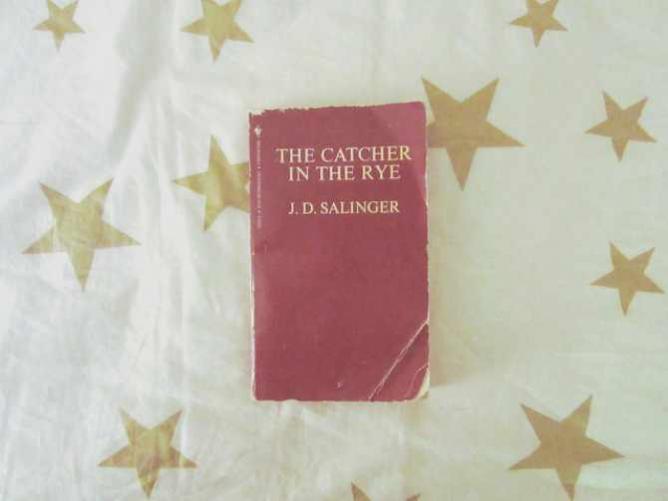 THE CATCHER
IN THE RYE
J. D. SALINGER